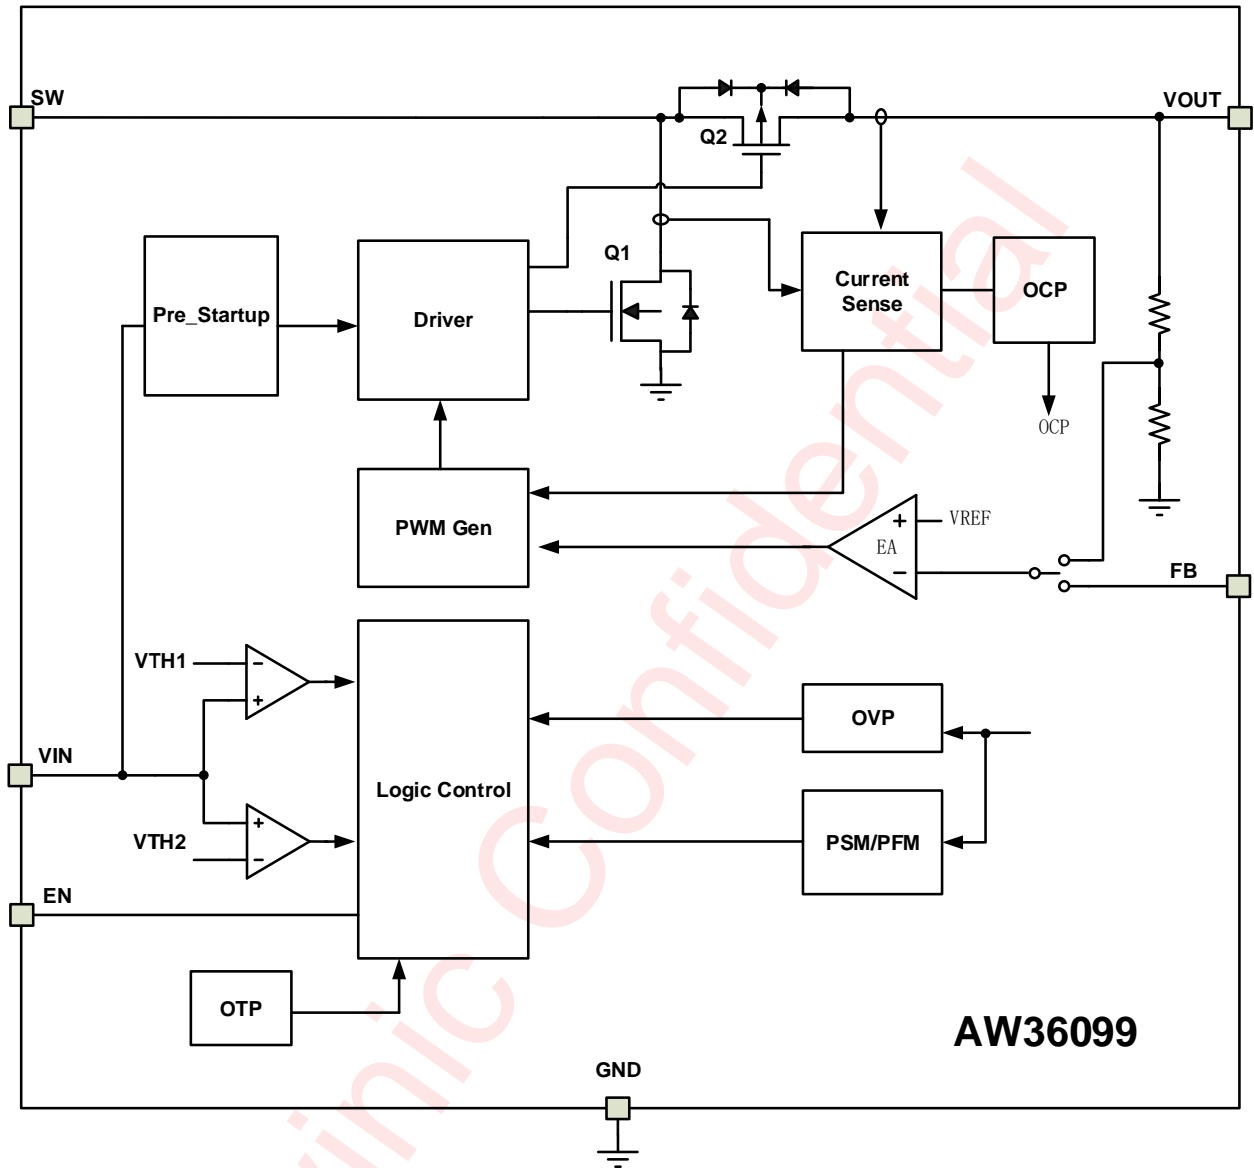 SW
VOUT
Q2
Q1
Pre_Startup
Driver
Current
Sense
OCP
OCP
PWM Gen
+
VREF
EA
−
FB
VTH1
−
+
OVP
VIN
Logic Control
+
VTH2
−
PSM/PFM
EN
OTP
AW36099
GND
winic Confidential